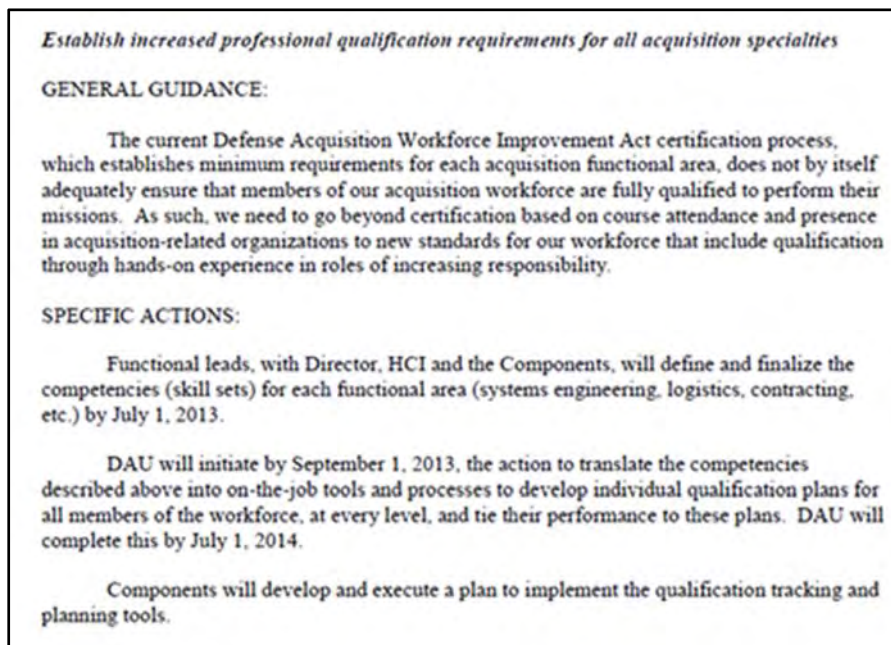 Establish increased professional qualification requirements for all acquisition specialties
GENERAL GUIDANCE:
The current Defense Acquisition Workforce Improvement Act certification process,
which establishes minimum requirements for each acquisition functional area, does not by itself
adequately ensure that members of our acquisition workforce are fully qualified to perform their
missions. As such, we need to go beyond certification based on course attendance and presence
in acquisition-related organizations to new standards for our workforce that include qualification
through hands-on experience in roles of increasing responsibility.
SPECIFIC ACTIONS:
Functional leads, with Director, HCI and the Components, will define and finalize the
competencies (skill sets) for each functional area (systems engineering, logistics, contracting,
etc.) by July 1, 2013.
DAU will initiate by September 1, 2013, the action to translate the competencies
described above into on-the-job tools and processes to develop individual qualification plans for
all members of the workforce, at every level, and tie their performance to these plans. DAU will
complete this by July 1, 2014.
Components will develop and execute a plan to implement the qualification tracking and
planning tools.